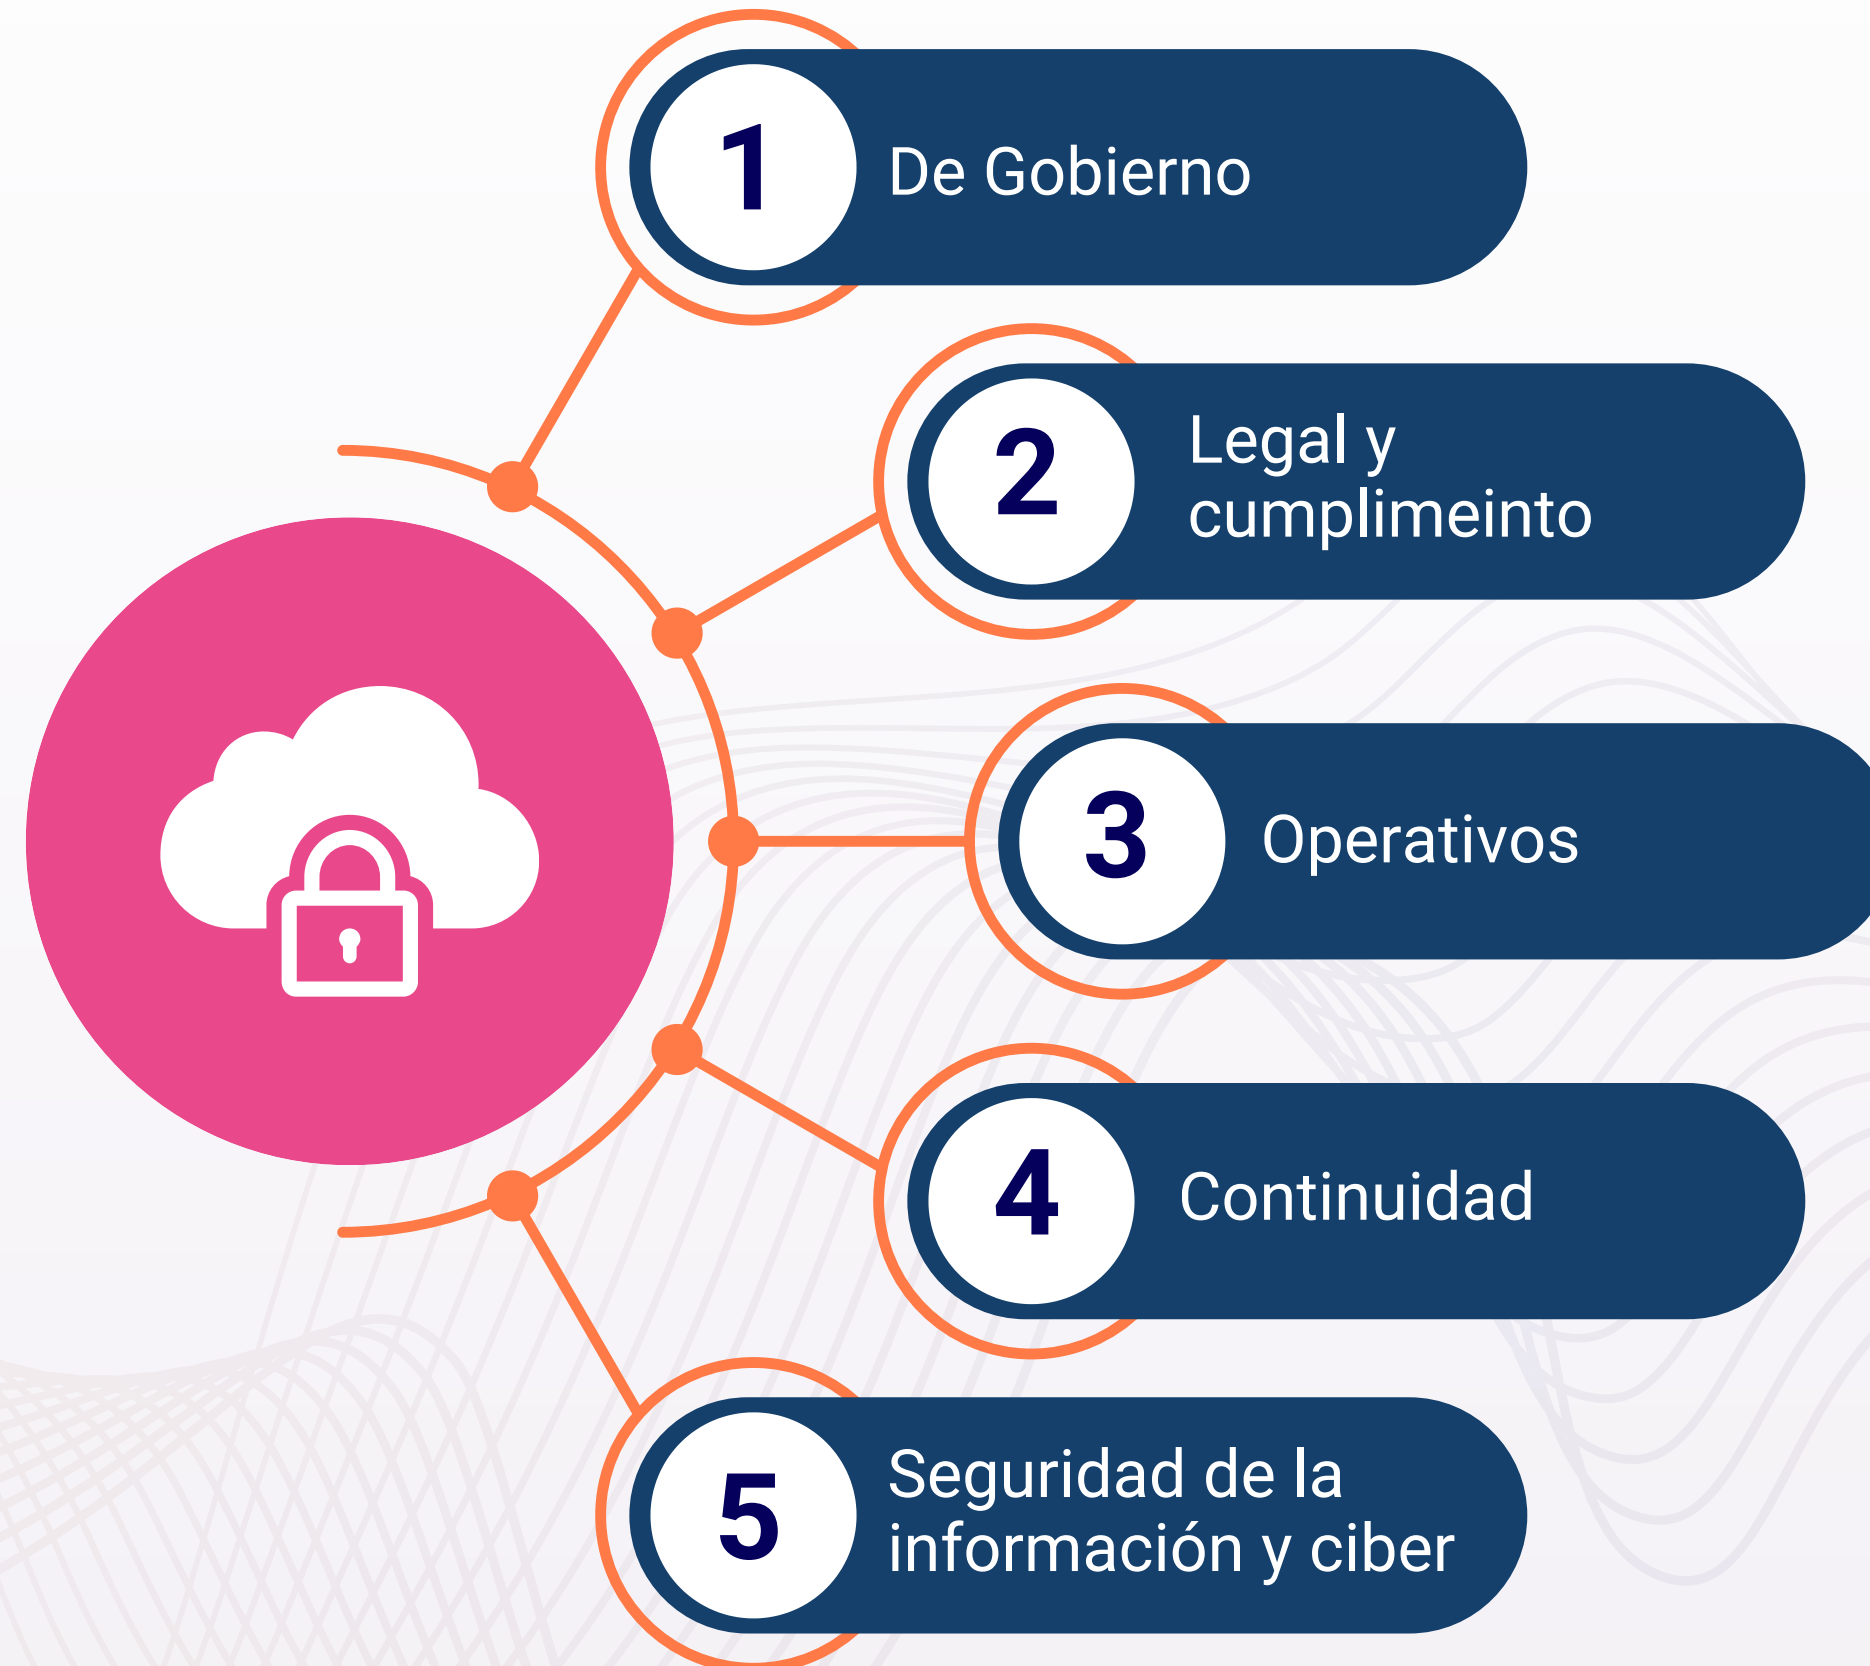 1
De Gobierno
2
Legal y
cumplimeinto
3
Operativos
4
Continuidad
5
Seguridad de la
información y ciber